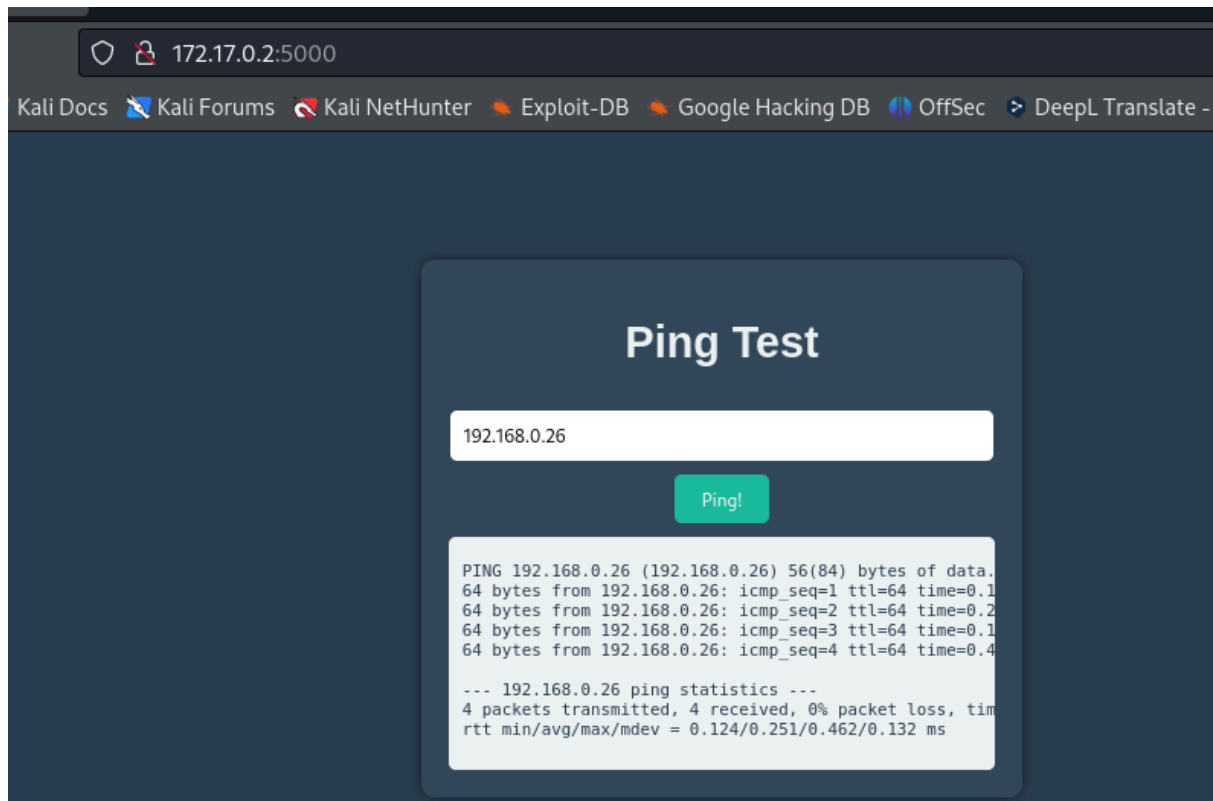 172.17.0.2:5000
Kali Docs Kali Forums Kali NetHunter Exploit-DB Google Hacking DB OffSec DeepL Translate -
Ping Test
192.168.0.26
Ping!
PING 192.168.0.26 (192.168.0.26) 56(84) bytes of data.
64 bytes from 192.168.0.26: icmp_seq=1 ttl=64 time=0.1
64 bytes from 192.168.0.26: icmp_seq=2 ttl=64 time=0.2
64 bytes from 192.168.0.26: icmp_seq=3 ttl=64 time=0.1
64 bytes from 192.168.0.26: icmp_seq=4 ttl=64 time=0.4
--- 192.168.0.26 ping statistics ---
4 packets transmitted, 4 received, 0% packet loss, tim
rtt min/avg/max/mdev = 0.124/0.251/0.462/0.132 ms